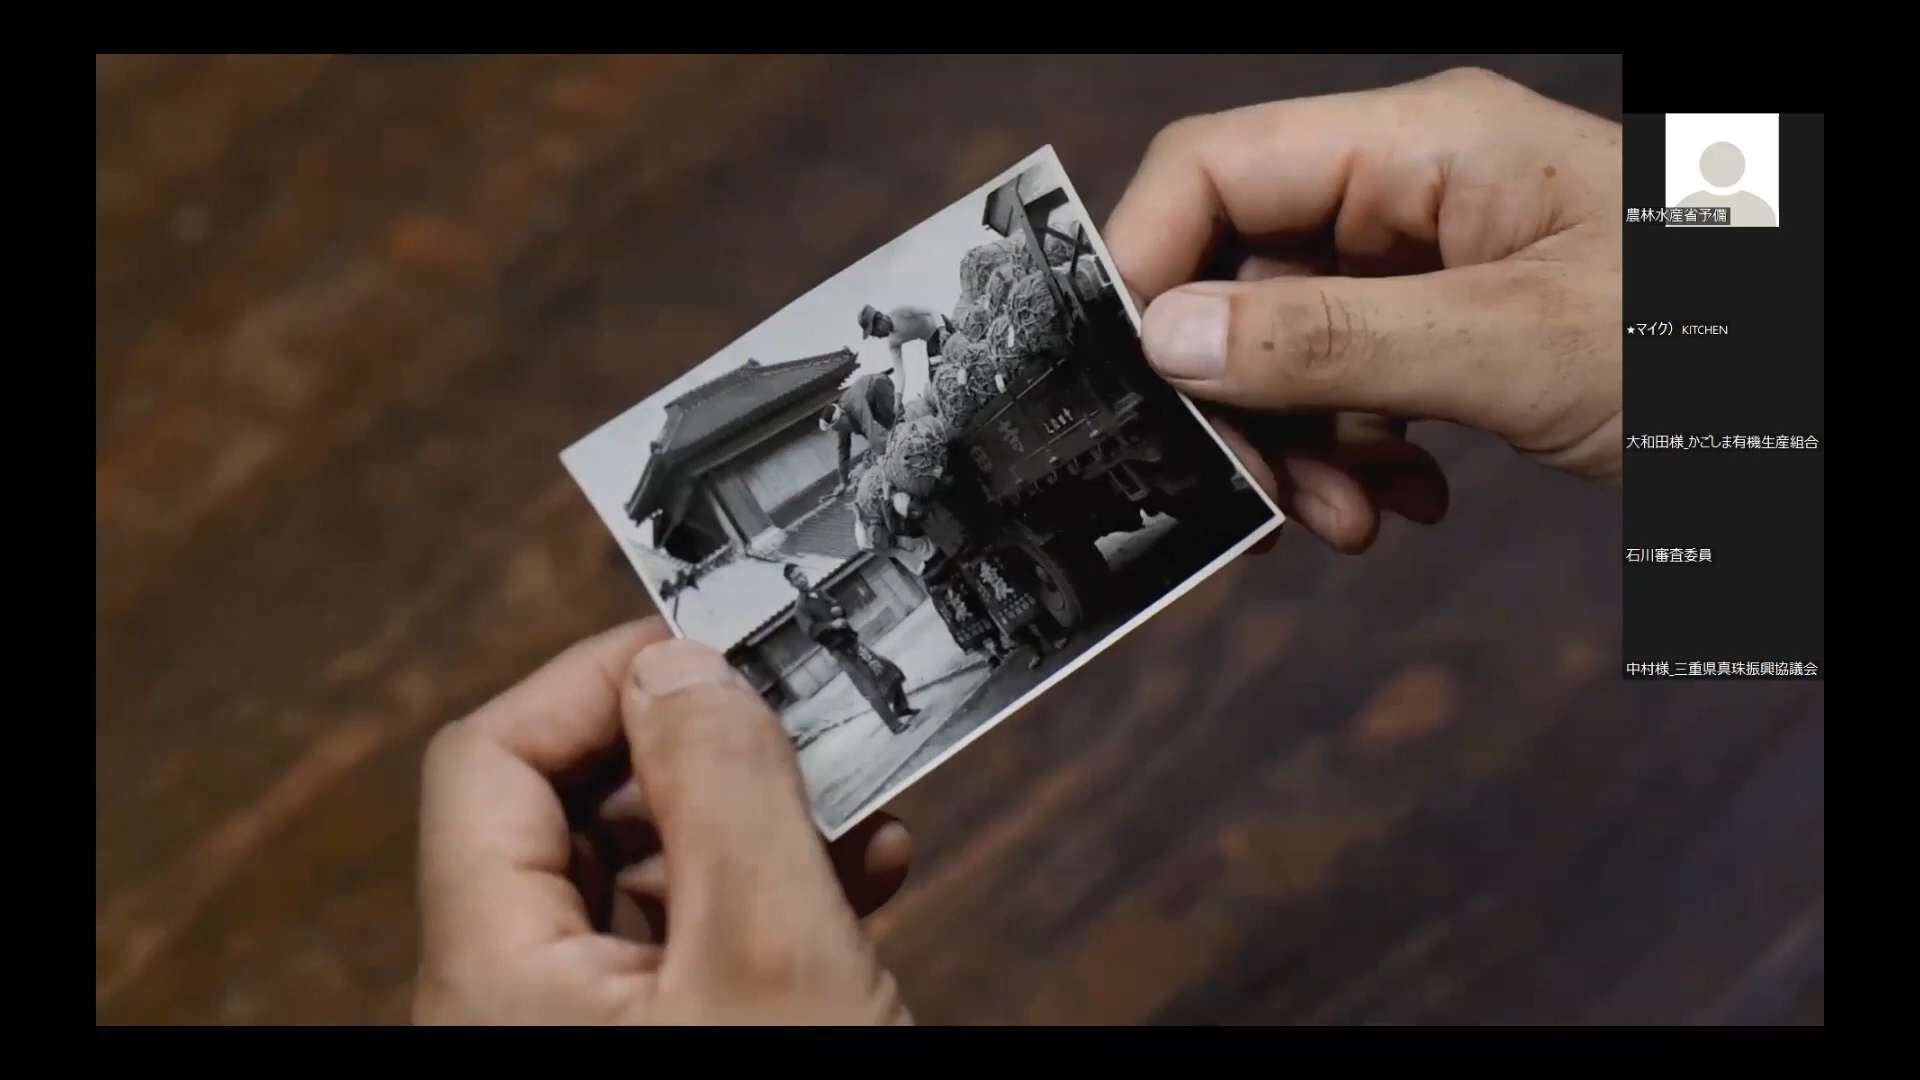 農林水産省予備
★マイク）KITCHEN
大和田様_かごしま有機生産組合
石川審査委員
中村様_三重県真珠振興協議会